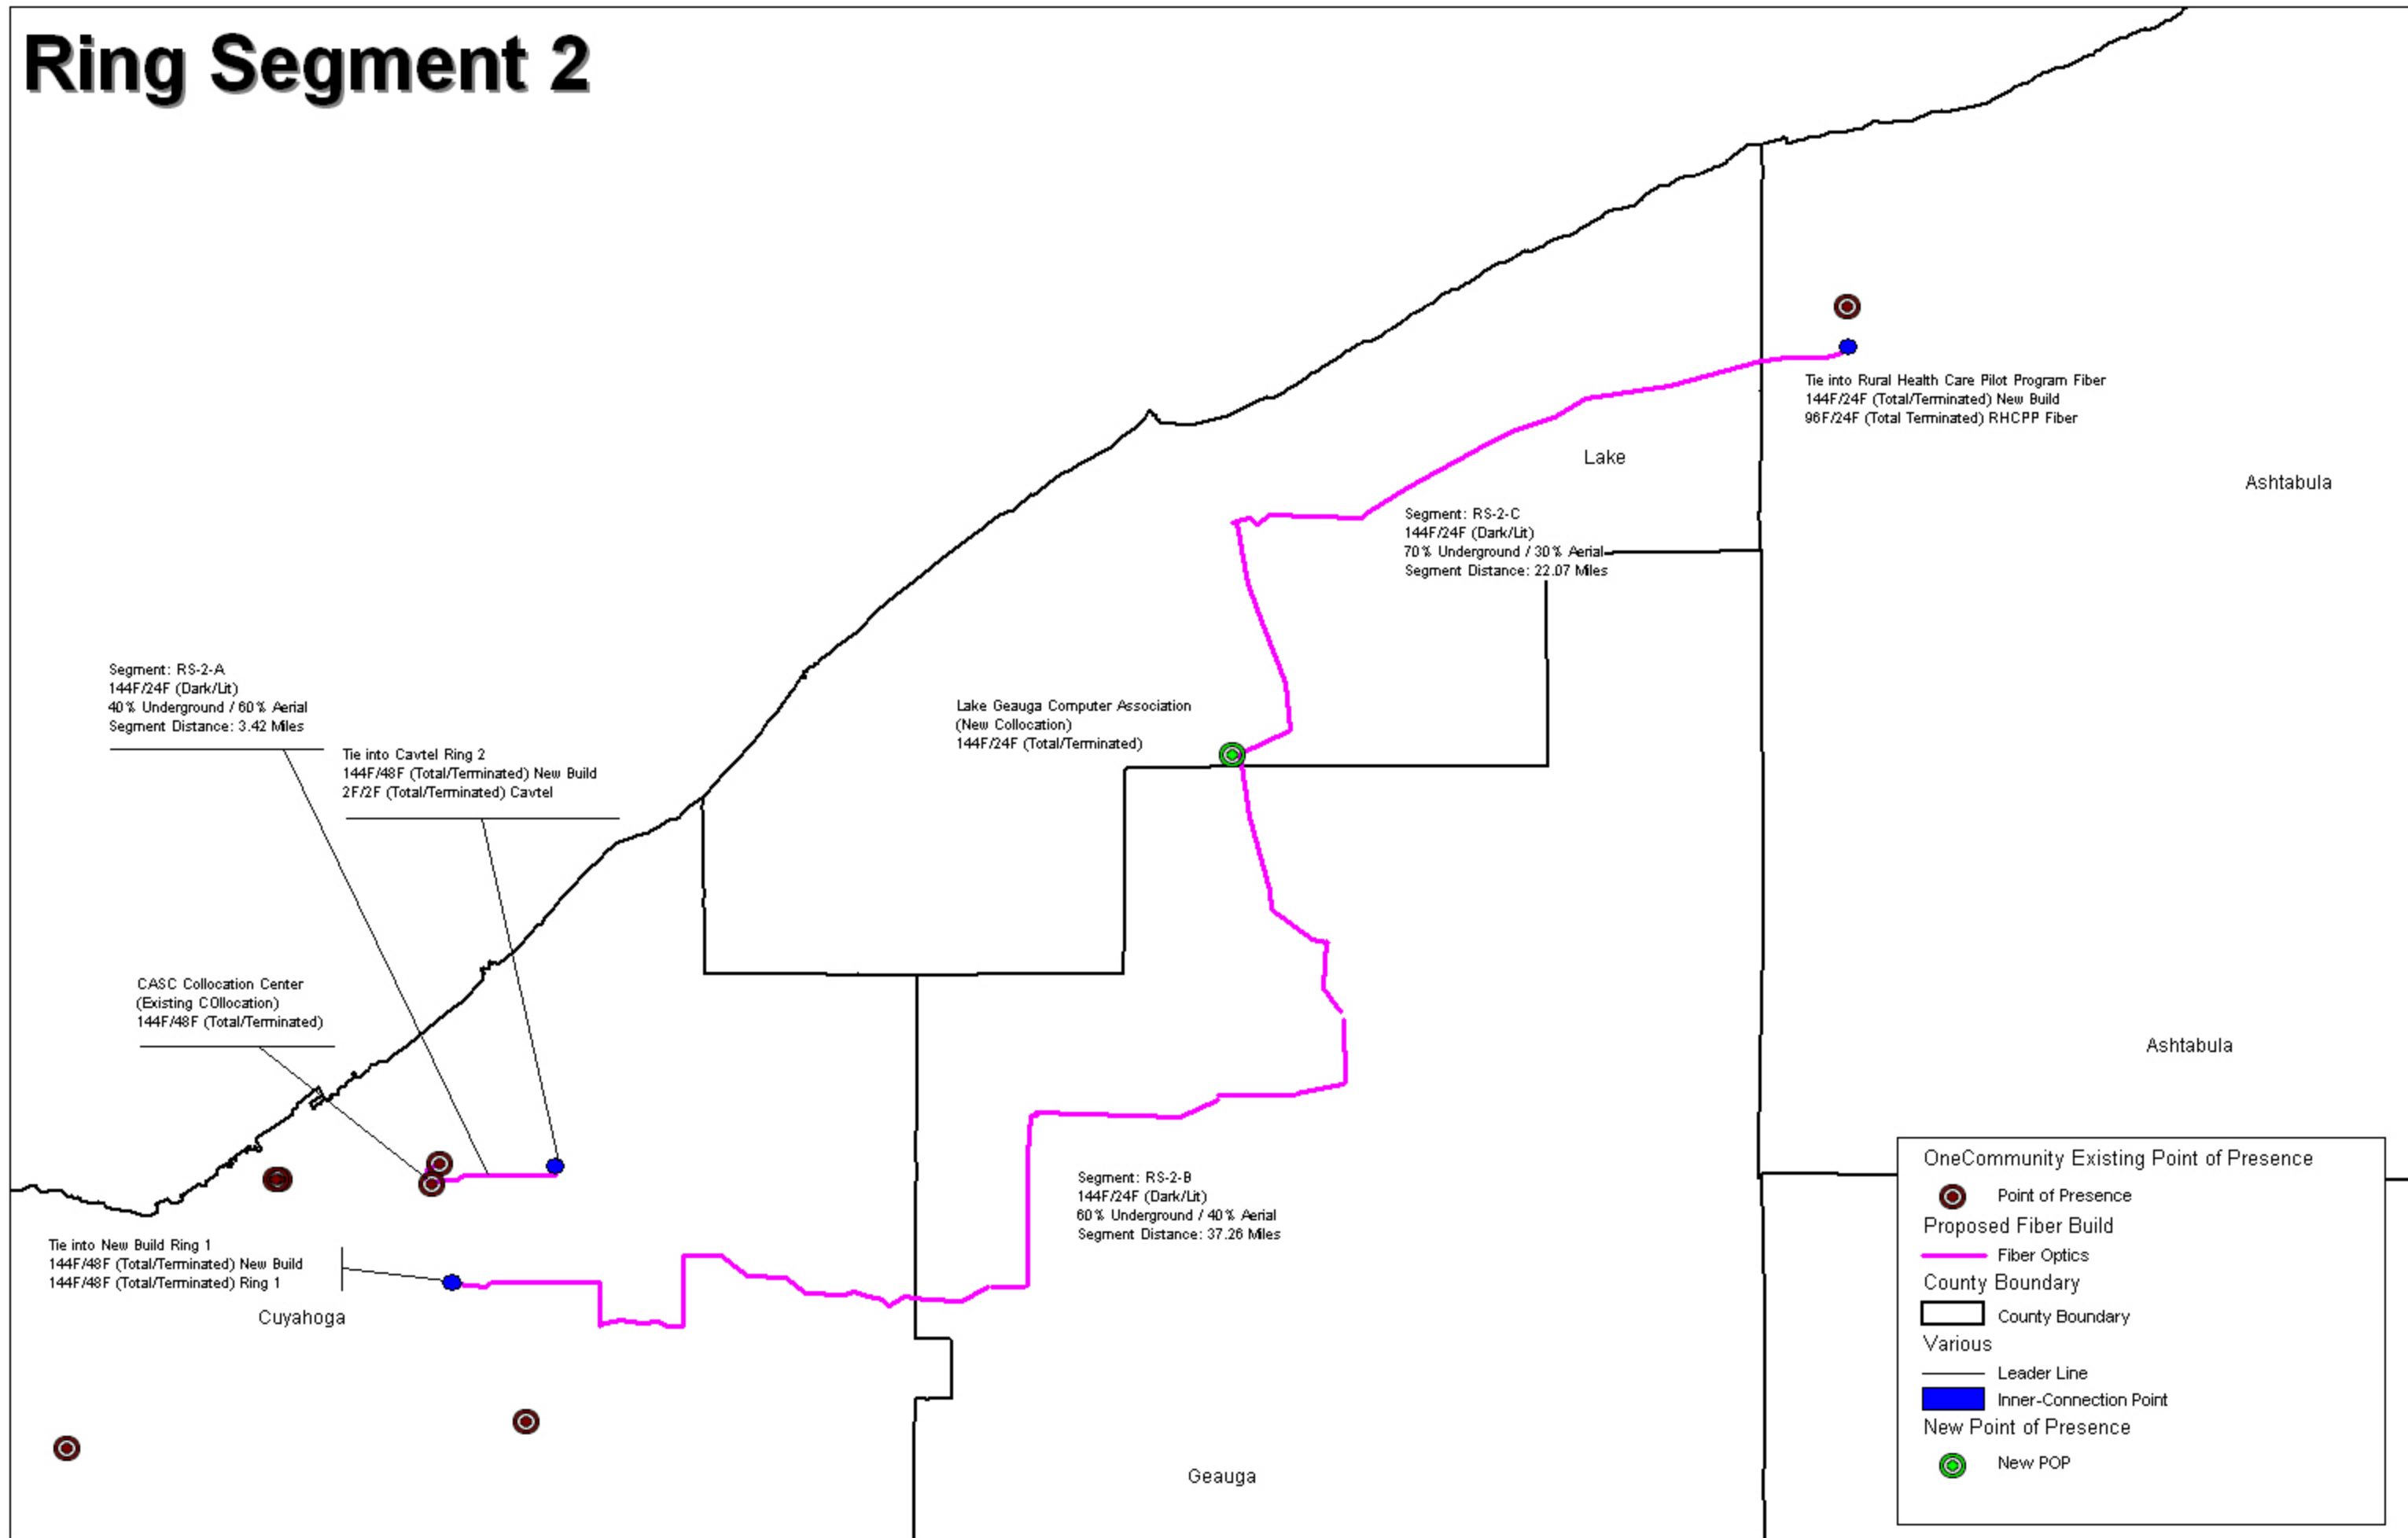 Ring Segment 2
Tie into Rural Health Care Pilot Program Fiber
144F/24F (Total/Terminated) New Build
96F/24F (Total Terminated) RHCPP Fiber
Lake
Ashtabula
Segment: RS-2-C
144F/24F (Dark/Lit)
70% Underground / 30% Aerial
Segment Distance: 22.07 Miles
Segment: RS-2-A
144F/24F (Dark/Lit)
40% Underground / 60% Aerial
Segment Distance: 3.42 Miles
Lake Geauga Computer Association
(New Collocation)
144F/24F (Total/Terminated)
Tie into Cavtel Ring 2
144F/48F (Total/Terminated) New Build
2F/2F (Total/Terminated) Cavtel
CASC Collocation Center
(Existing COllocation)
144F/48F (Total/Terminated)
Ashtabula
Segment: RS-2-B
144F/24F (Dark/Lit)
60% Underground / 40% Aerial
Segment Distance: 37.26 Miles
Tie into New Build Ring 1
144F/48F (Total/Terminated) New Build
144F/48F (Total/Terminated) Ring 1
Cuyahoga
Geauga
OneCommunity Existing Point of Presence
Point of Presence
Proposed Fiber Build
Fiber Optics
County Boundary
County Boundary
Various
Leader Line
Inner-Connection Point
New Point of Presence
New POP